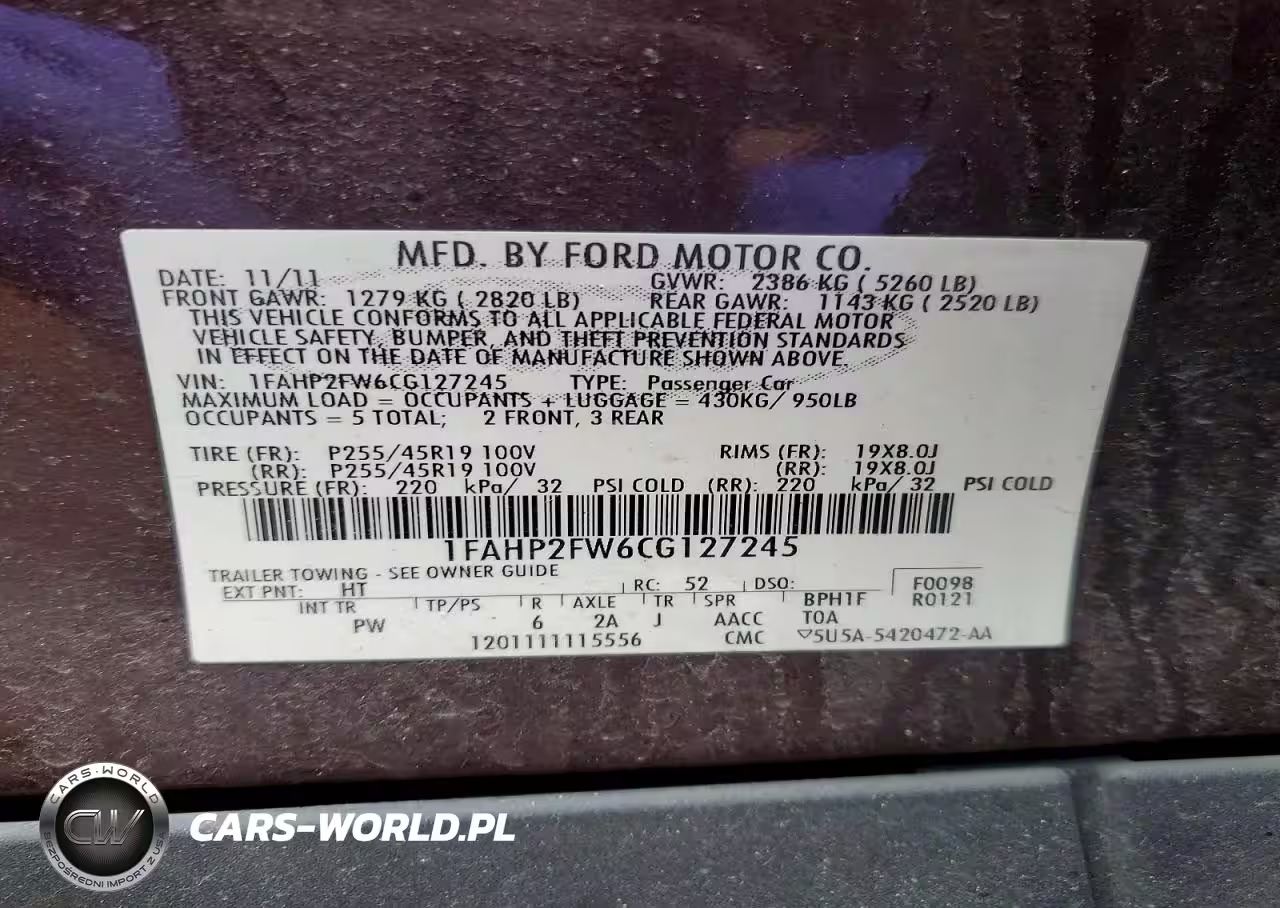 MFD. BY FORD MOTOR CO.
DATE: 11/11 GVWR: 2386 KG ( 5260 LB)
FRONT GAWR: 1279 KG ( 2820 LB) REAR GAWR: 1143 KG ( 2520 LB)
THIS VEHICLE CONFORMS TO ALL APPLICABLE FEDERAL MOTOR
VEHICLE SAFETY, BUMPER, AND THEFT PREVENTION STANDARDS
IN EFFECT ON THE DATE OF MANUFACTURE SHOWN ABOVE.
VIN: 1FAHP2FW6CG127245 TYPE: Passenger Car
MAXIMUM LOAD = OCCUPANTS + LUGGAGE = 430KG/ 950LB
OCCUPANTS = 5 TOTAL; 2 FRONT, 3 REAR
TIRE (FR): P255/45R19 100V RIMS (FR): 19X8.0J
(RR): P255/45R19 100V (RR): 19X8.0J
PRESSURE (FR): 220 kPa/ 32 PSI COLD (RR): 220 kPa/ 32 PSI COLD
1FAHP2FW6CG127245
TRAILER TOWING - SEE OWNER GUIDE
EXT PNT: HT RC: 52 DSO: F0098
INT TR TP/PS R AXLE TR SPR BPH1F R0121
PW 6 2A J AACC T0A
1201111115556 CMC ▽5U5A-5420472-AA
CARS-WORLD
CW
BEZPOŚREDNI IMPORT Z USA
CARS-WORLD.PL